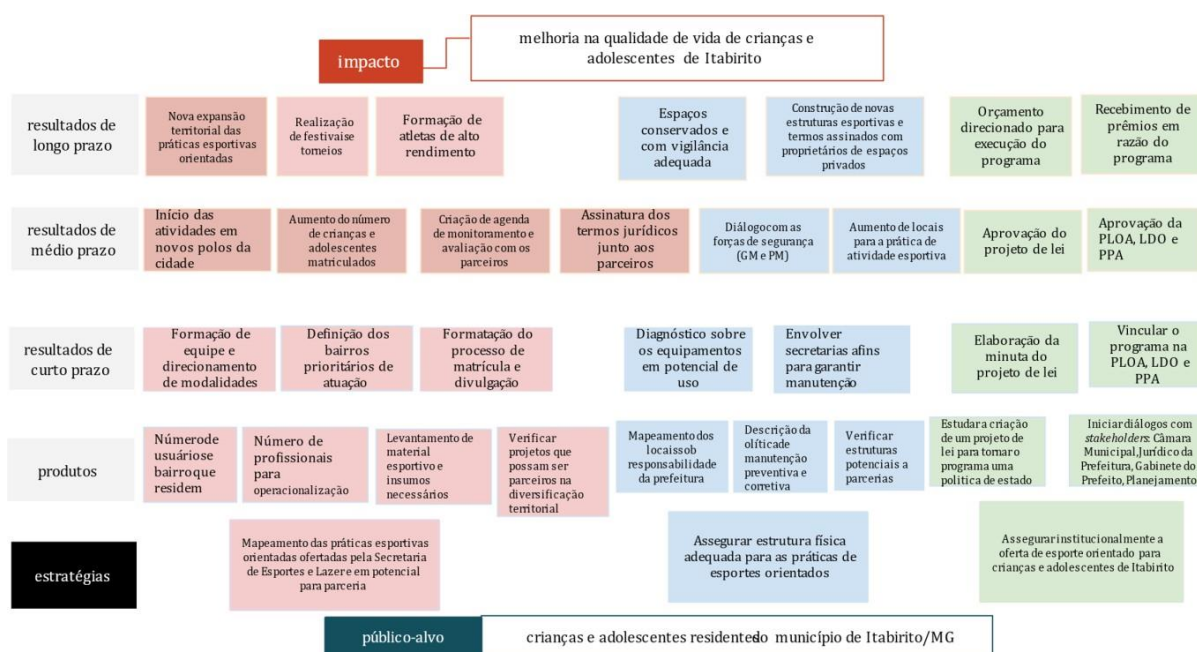 melhoria na qualidade de vida de crianças e
adolescentes de Itabirito
impacto
resultados de
longo prazo
Nova expansão
territorial das
práticas esportivas
orientadas
Realização
de festivaise
torneios
Formação de
atletas de alto
rendimento
Espaços
conservados e
com vigilância
adequada
Construção de novas
estruturas esportivas e
termos assinados com
proprietários de espaços
privados
Orçamento
direcionado para
execução do
programa
Recebimento de
prêmios em
razão do
programa
resultados de
médio prazo
Início das
atividades em
novos polos da
cidade
Aumento do número
de crianças e
adolescentes
matriculados
Criação de agenda
de monitoramento e
avaliação com os
parceiros
Assinatura dos
termos jurídicos
junto aos
parceiros
Diálogocom as
forças de segurança
(GM e PM)
Aumento de locais
para a prática de
atividade esportiva
Aprovação do
projeto de lei
Aprovação da
PLOA, LDO e
PPA
resultados de
curto prazo
Formação de
equipe e
direcionamento de
modalidades
Definição dos
bairros
prioritários de
atuação
Formatação do
processo de
matrícula e
divulgação
Diagnóstico sobre
os equipamentos
em potencial de
uso
Envolver
secretarias afins
para garantir
manutenção
Elaboração da
minuta do
projeto de lei
Vincular o
programa na
PLOA, LDO e
PPA
produtos
Númerode
usuáriose
bairroque
residem
Número de
profissionais
para
operacionalização
Levantamento de
material
esportivo e
insumos
necessários
Verificar
projetos que
possam ser
parceiros na
diversificação
territorial
Mapeamento dos
locaissob
responsabilidade
da prefeitura
Descrição da
olíticade
manutenção
preventiva e
corretiva
Verificar
estruturas
potenciais a
parcerias
Estudara criação
de um projeto de
lei para tornar o
programa uma
politica de estado
Iniciardiálogos com
stakeholders: Câmara
Municipal,Jurídico da
Prefeitura, Gabinete do
Prefeito, Planejamento
estratégias
Mapeamento das práticas esportivas
orientadas ofertadas pela Secretaria
de Esportes e Lazere em potencial
para parceria
Assegurar estrutura física
adequada para as práticas de
esportes orientados
Assegurar institucionalmente a
oferta de esporte orientado para
crianças e adolescentes de Itabirito
público-alvo
crianças e adolescentes residentesdo município de Itabirito/MG